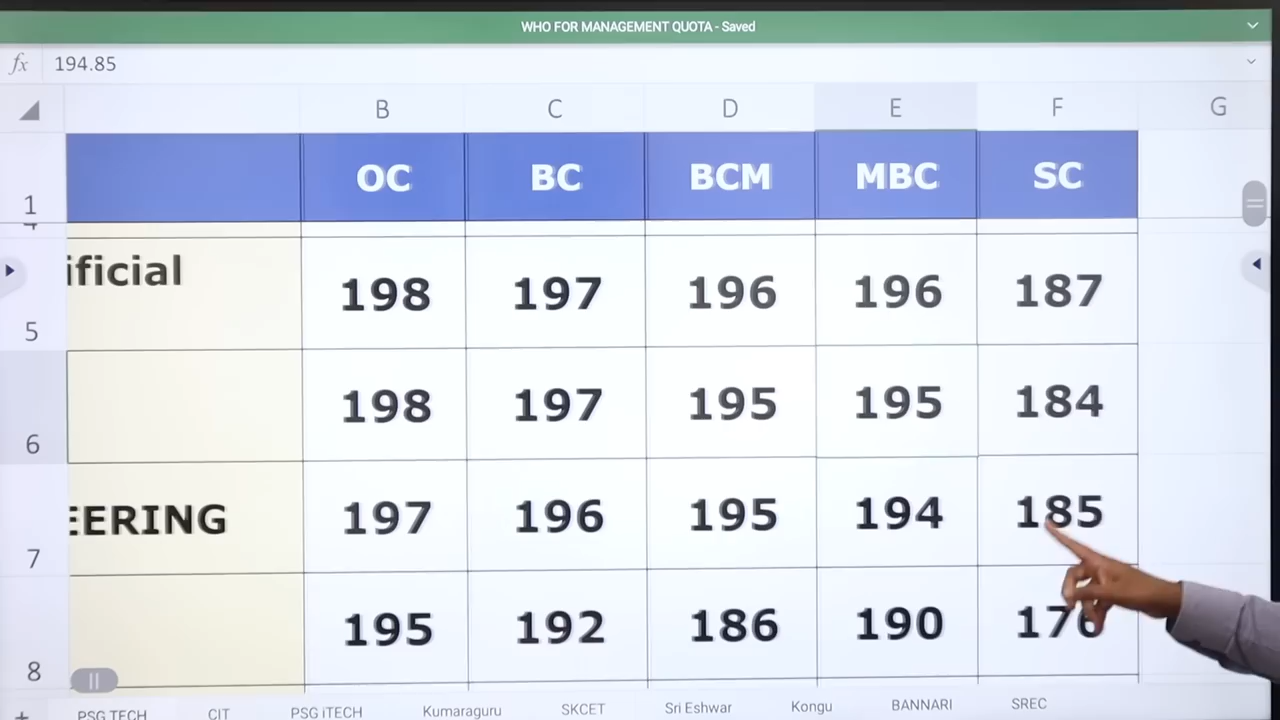 WHO FOR MANAGEMENT QUOTA - Saved
fx 194.85
B C D E F G
1 OC BC BCM MBC SC
4
ificial
5 198 197 196 196 187
6 198 197 195 195 184
7 EERING 197 196 195 194 185
8 195 192 186 190 176
+ PSG TECH CIT PSG iTECH Kumaraguru SKCET Sri Eshwar Kongu BANNARI SREC